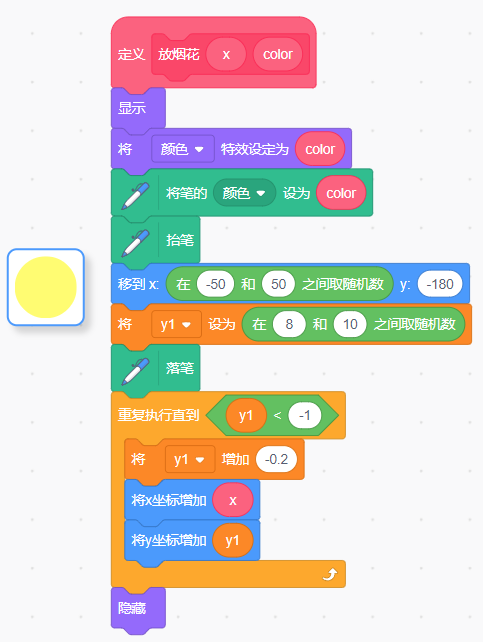 定义 放烟花 x color
显示
将 颜色 特效设定为 color
将笔的 颜色 设为 color
抬笔
移到 x: 在 -50 和 50 之间取随机数 y: -180
将 y1 设为 在 8 和 10 之间取随机数
落笔
重复执行直到 y1 < -1
将 y1 增加 -0.2
将x坐标增加 x
将y坐标增加 y1
隐藏